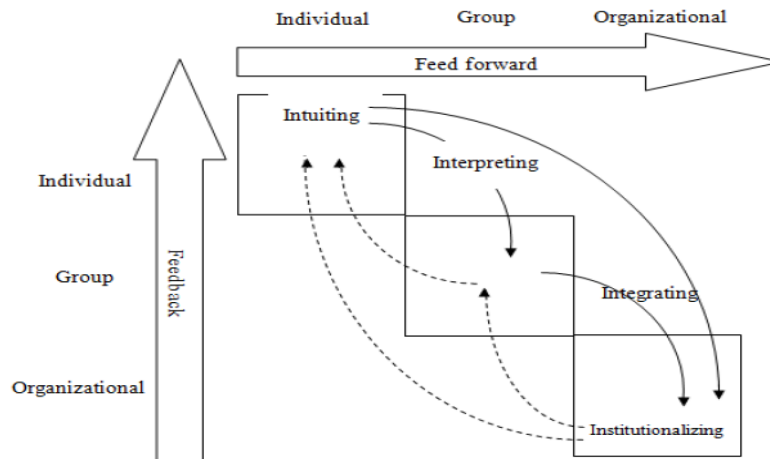 Individual Group Organizational
Feed forward
Intuiting
Interpreting
Individual
Feedback
Group
Integrating
Organizational
Institutionalizing